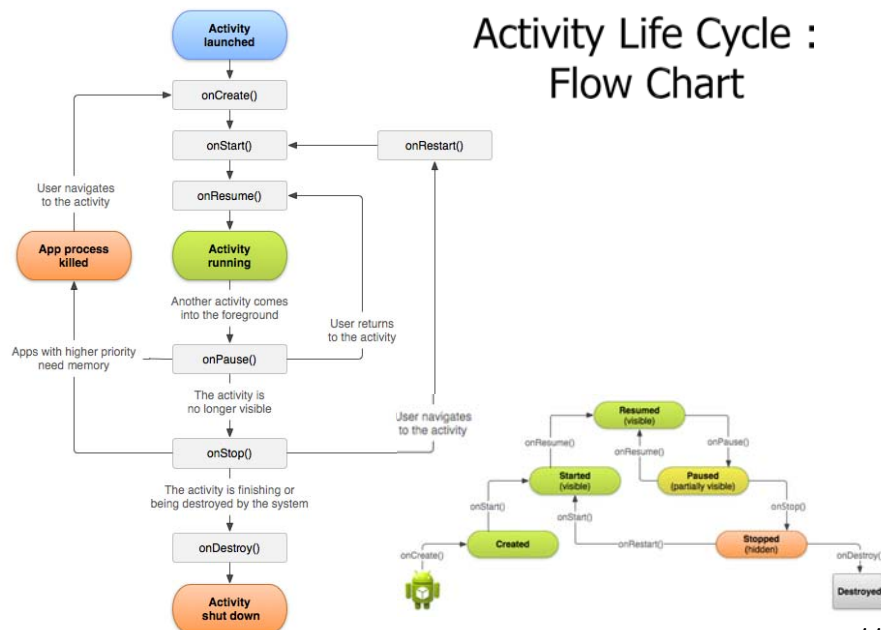 Activity Life Cycle :
Flow Chart
Activity
launched
onCreate()
onStart()
onRestart()
onResume()
User navigates
to the activity
App process
killed
Activity
running
Another activity comes
into the foreground
User returns
to the activity
Apps with higher priority
need memory
onPause()
The activity is
no longer visible
User navigates
to the activity
onStop()
The activity is finishing or
being destroyed by the system
onDestroy()
Activity
shut down
Resumed
(visible)
onResume()
onResume()
onPause()
Started
(visible)
Paused
(partially visible)
onStart()
onStart()
onStop()
onCreate()
Created
onRestart()
Stopped
(hidden)
onDestroy()
Destroyed